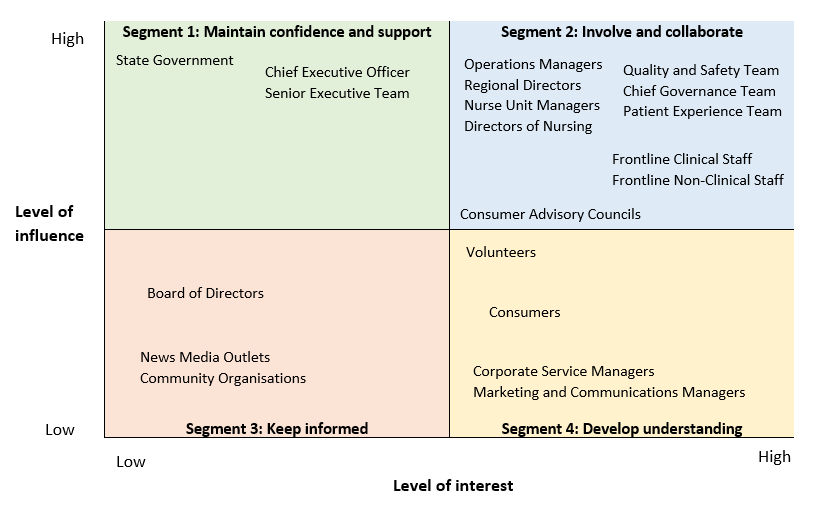 High
Segment 1: Maintain confidence and support
State Government
Chief Executive Officer
Senior Executive Team
Segment 2: Involve and collaborate
Operations Managers
Regional Directors
Nurse Unit Managers
Directors of Nursing
Quality and Safety Team
Chief Governance Team
Patient Experience Team
Frontline Clinical Staff
Frontline Non-Clinical Staff
Consumer Advisory Councils
Level of
influence
Board of Directors
News Media Outlets
Community Organisations
Segment 3: Keep informed
Volunteers
Consumers
Corporate Service Managers
Marketing and Communications Managers
Segment 4: Develop understanding
Low
Low
High
Level of interest